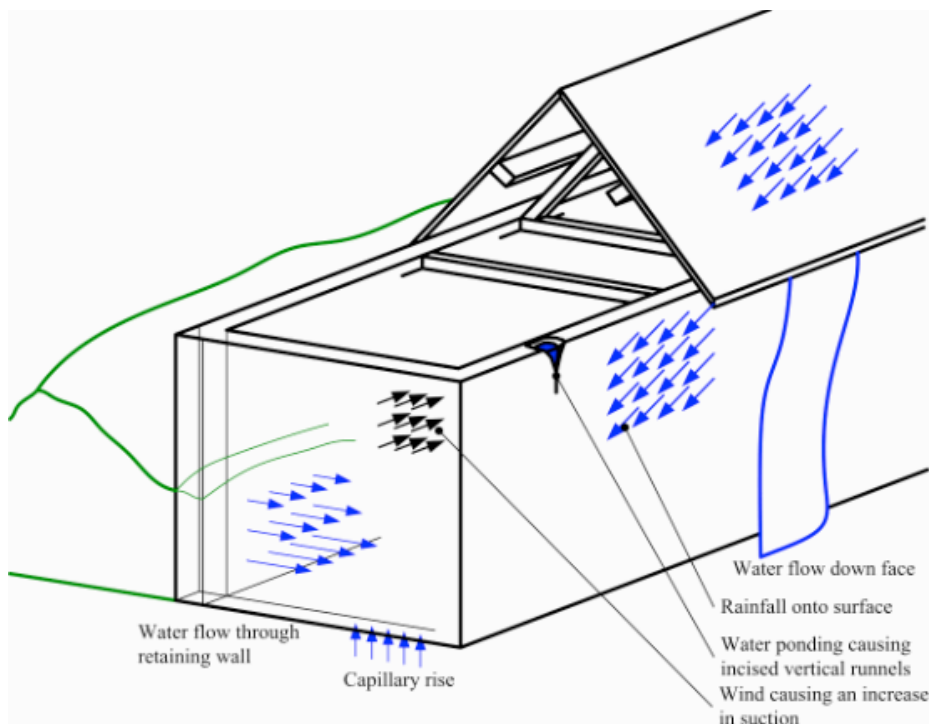 Water flow through
retaining wall
Capillary rise
Water flow down face
Rainfall onto surface
Water ponding causing
incised vertical runnels
Wind causing an increase
in suction